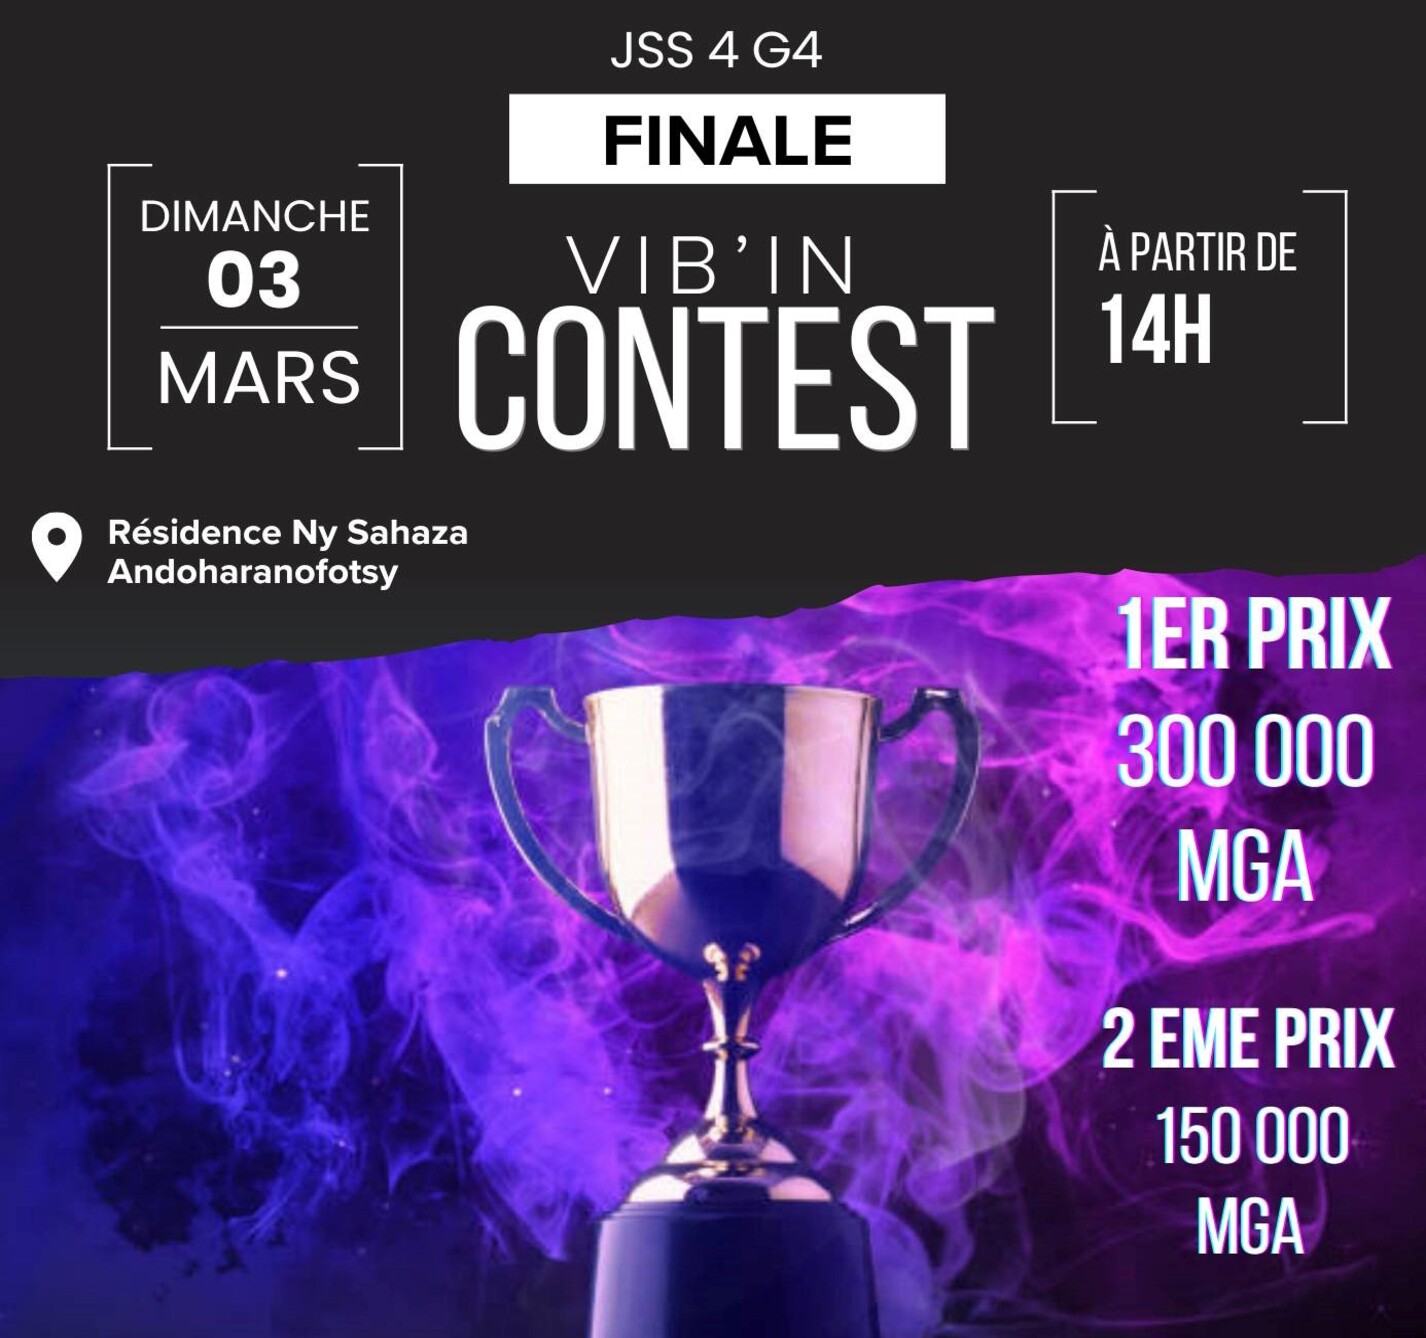 JSS 4 G4
FINALE
DIMANCHE
03
MARS
VIB'IN
CONTEST
À PARTIR DE
14H
Résidence Ny Sahaza
Andoharanofotsy
1ER PRIX
300 000
MGA
2 EME PRIX
150 000
MGA